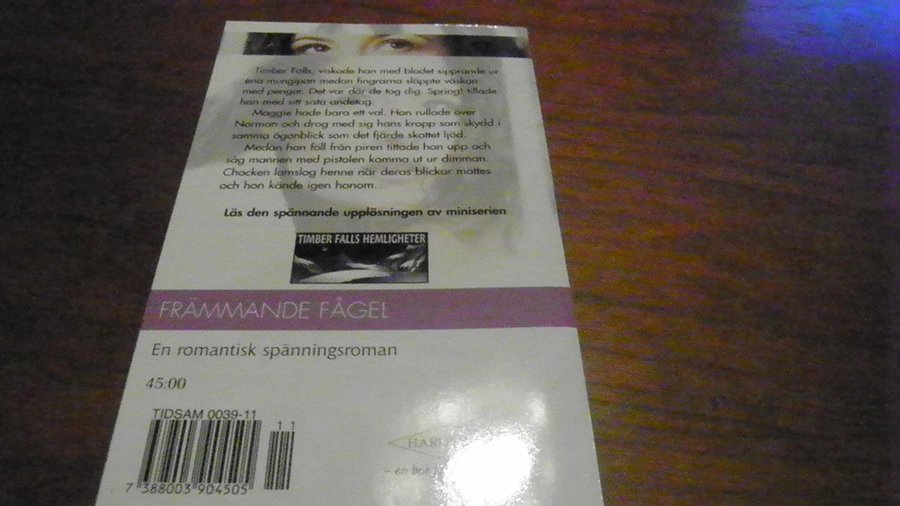 Timber Falls, viskade han med blodet sipprande ur
ena mungipan medan fingrarna släppte väskan
med pengar. Det var där de tog dig. Spring! tillade
han med sitt sista andetag.
Maggie hade bara ett val. Hon rullade över
Norman och drog med sig hans kropp som skydd i
samma ögonblick som det fjärde skottet ljöd.
Medan hon föll från piren tittade hon upp och
såg mannen med pistolen komma ut ur dimman.
Chocken lamslog henne när deras blickar möttes
och hon kände igen honom...
Läs den spännande upplösningen av miniserien
TIMBER FALLS HEMLIGHETER
FRÄMMANDE FÅGEL
En romantisk spänningsroman
45:00
TIDSAM 0039-11
1 1
7 388003 904505
- en bok